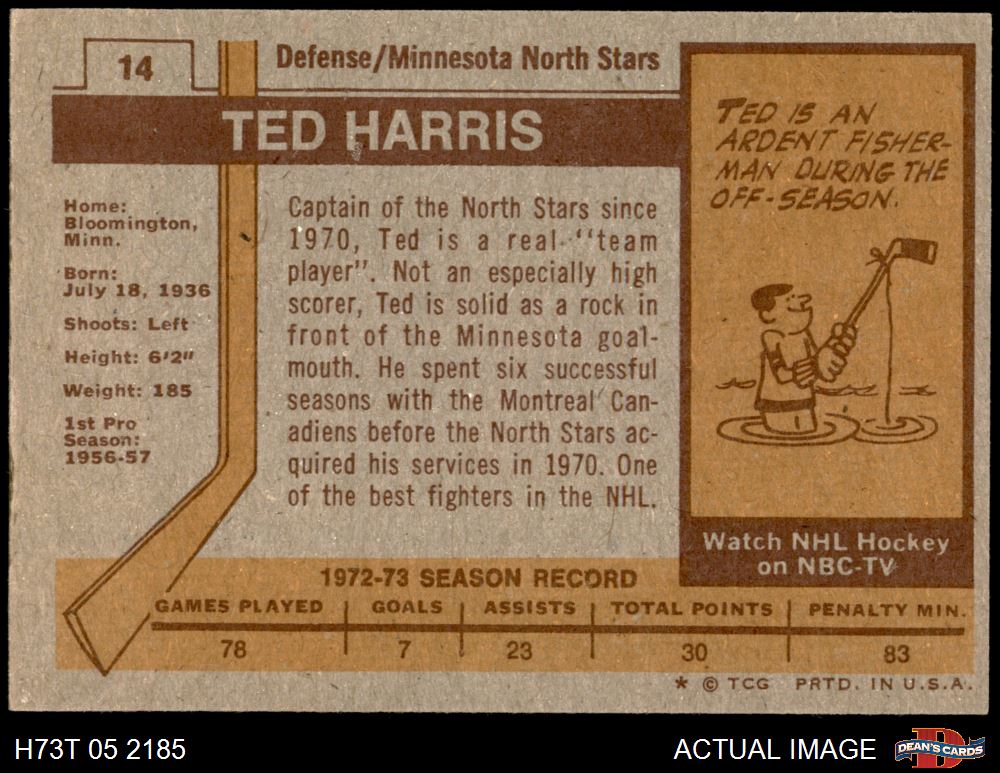 14
Defense/Minnesota North Stars
TED HARRIS
Home:
Bloomington,
Minn.
Born:
July 18, 1936
Shoots: Left
Height: 6'2"
Weight: 185
1st Pro
Season:
1956-57
Captain of the North Stars since
1970, Ted is a real "team
player". Not an especially high
scorer, Ted is solid as a rock in
front of the Minnesota goal-
mouth. He spent six successful
seasons with the Montreal Can-
adiens before the North Stars ac-
quired his services in 1970. One
of the best fighters in the NHL.
TED IS AN
ARDENT FISHER-
MAN DURING THE
OFF-SEASON.
Watch NHL Hockey
on NBC-TV
1972-73 SEASON RECORD
GAMES PLAYED GOALS ASSISTS TOTAL POINTS PENALTY MIN.
78 7 23 30 83
* © TCG PRTD. IN U.S.A.
H73T 05 2185
ACTUAL IMAGE
D
DEAN'S CARDS